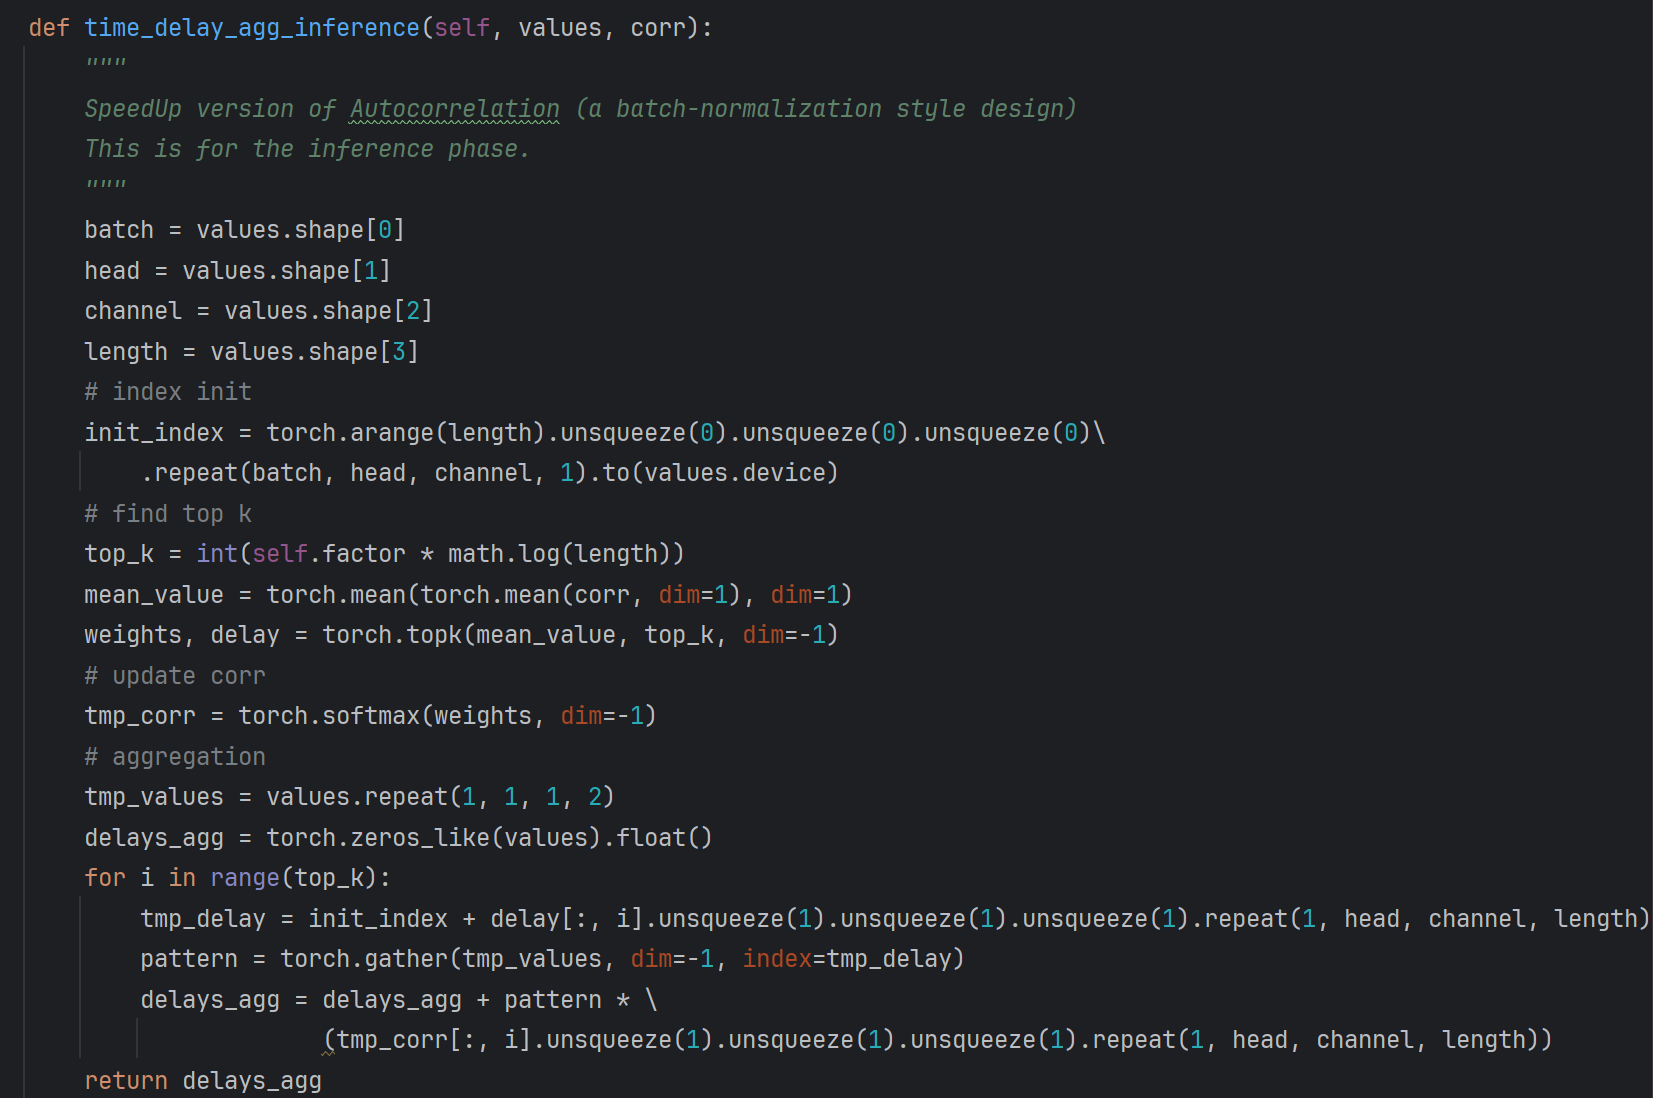 def time_delay_agg_inference(self, values, corr):
    """
    SpeedUp version of Autocorrelation (a batch-normalization style design)
    This is for the inference phase.
    """
    batch = values.shape[0]
    head = values.shape[1]
    channel = values.shape[2]
    length = values.shape[3]
    # index init
    init_index = torch.arange(length).unsqueeze(0).unsqueeze(0).unsqueeze(0)\
        .repeat(batch, head, channel, 1).to(values.device)
    # find top k
    top_k = int(self.factor * math.log(length))
    mean_value = torch.mean(torch.mean(corr, dim=1), dim=1)
    weights, delay = torch.topk(mean_value, top_k, dim=-1)
    # update corr
    tmp_corr = torch.softmax(weights, dim=-1)
    # aggregation
    tmp_values = values.repeat(1, 1, 1, 2)
    delays_agg = torch.zeros_like(values).float()
    for i in range(top_k):
        tmp_delay = init_index + delay[:, i].unsqueeze(1).unsqueeze(1).unsqueeze(1).repeat(1, head, channel, length)
        pattern = torch.gather(tmp_values, dim=-1, index=tmp_delay)
        delays_agg = delays_agg + pattern * \
                     (tmp_corr[:, i].unsqueeze(1).unsqueeze(1).unsqueeze(1).repeat(1, head, channel, length))
    return delays_agg